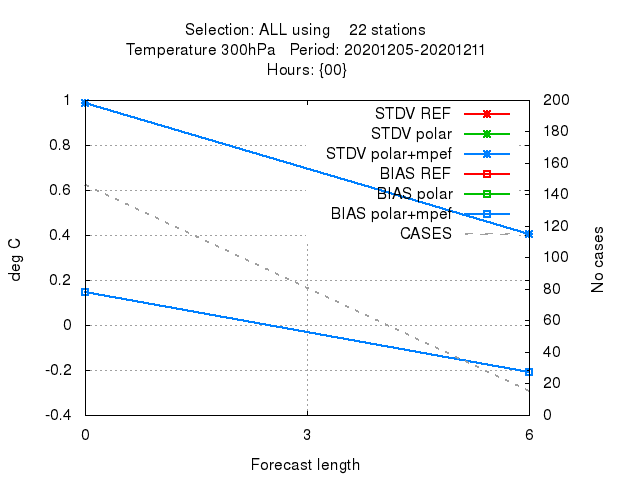 Selection: ALL using 22 stations
Temperature 300hPa Period: 20201205-20201211
Hours: {00}
1
0.8
0.6
0.4
0.2
0
-0.2
-0.4
deg C
200
180
160
140
120
100
80
60
40
20
0
No cases
STDV REF
STDV polar
STDV polar+mpef
BIAS REF
BIAS polar
BIAS polar+mpef
CASES
0 3 6
Forecast length